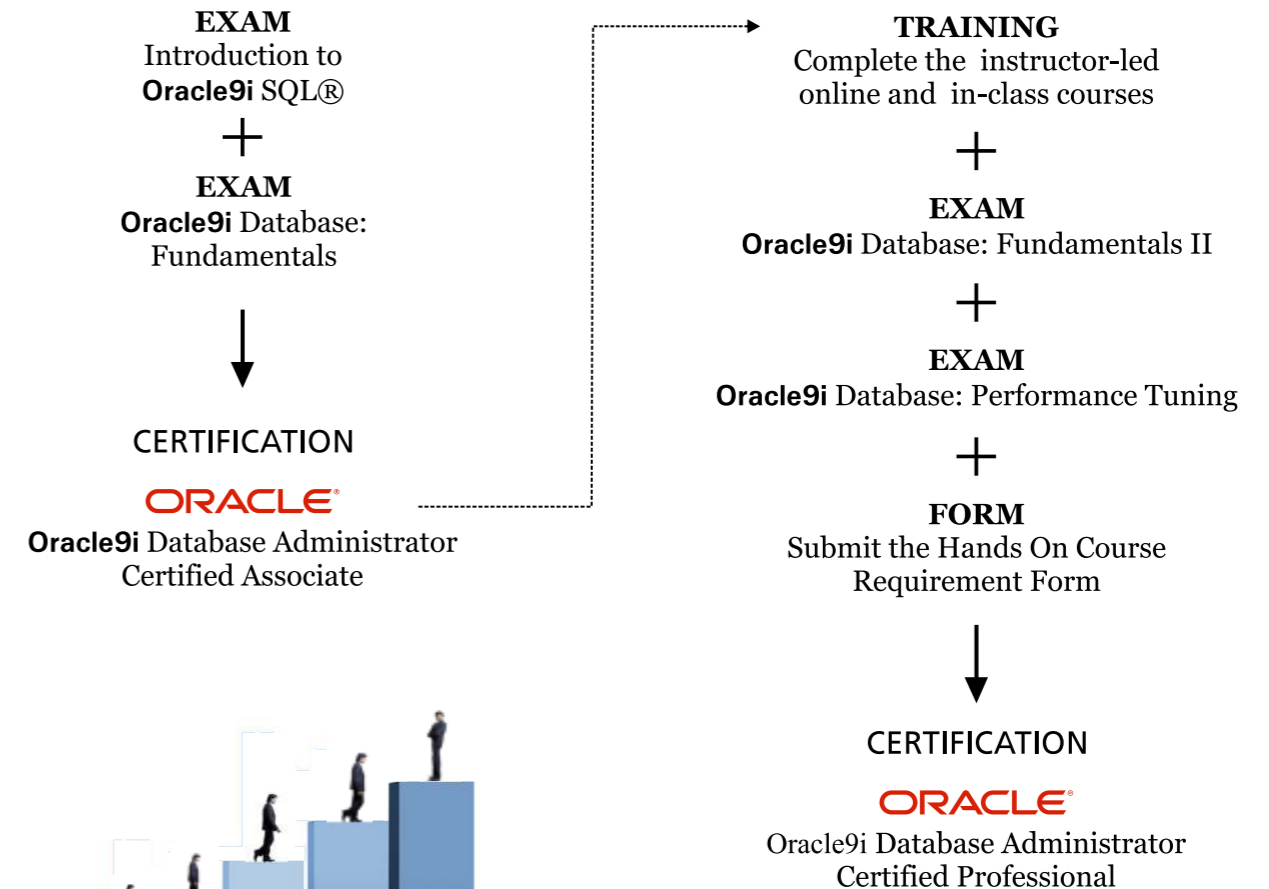 EXAM
Introduction to
Oracle9i SQL®
+
EXAM
Oracle9i Database:
Fundamentals
CERTIFICATION
ORACLE®
Oracle9i Database Administrator
Certified Associate
TRAINING
Complete the instructor-led
online and in-class courses
+
EXAM
Oracle9i Database: Fundamentals II
+
EXAM
Oracle9i Database: Performance Tuning
+
FORM
Submit the Hands On Course
Requirement Form
CERTIFICATION
ORACLE®
Oracle9i Database Administrator
Certified Professional